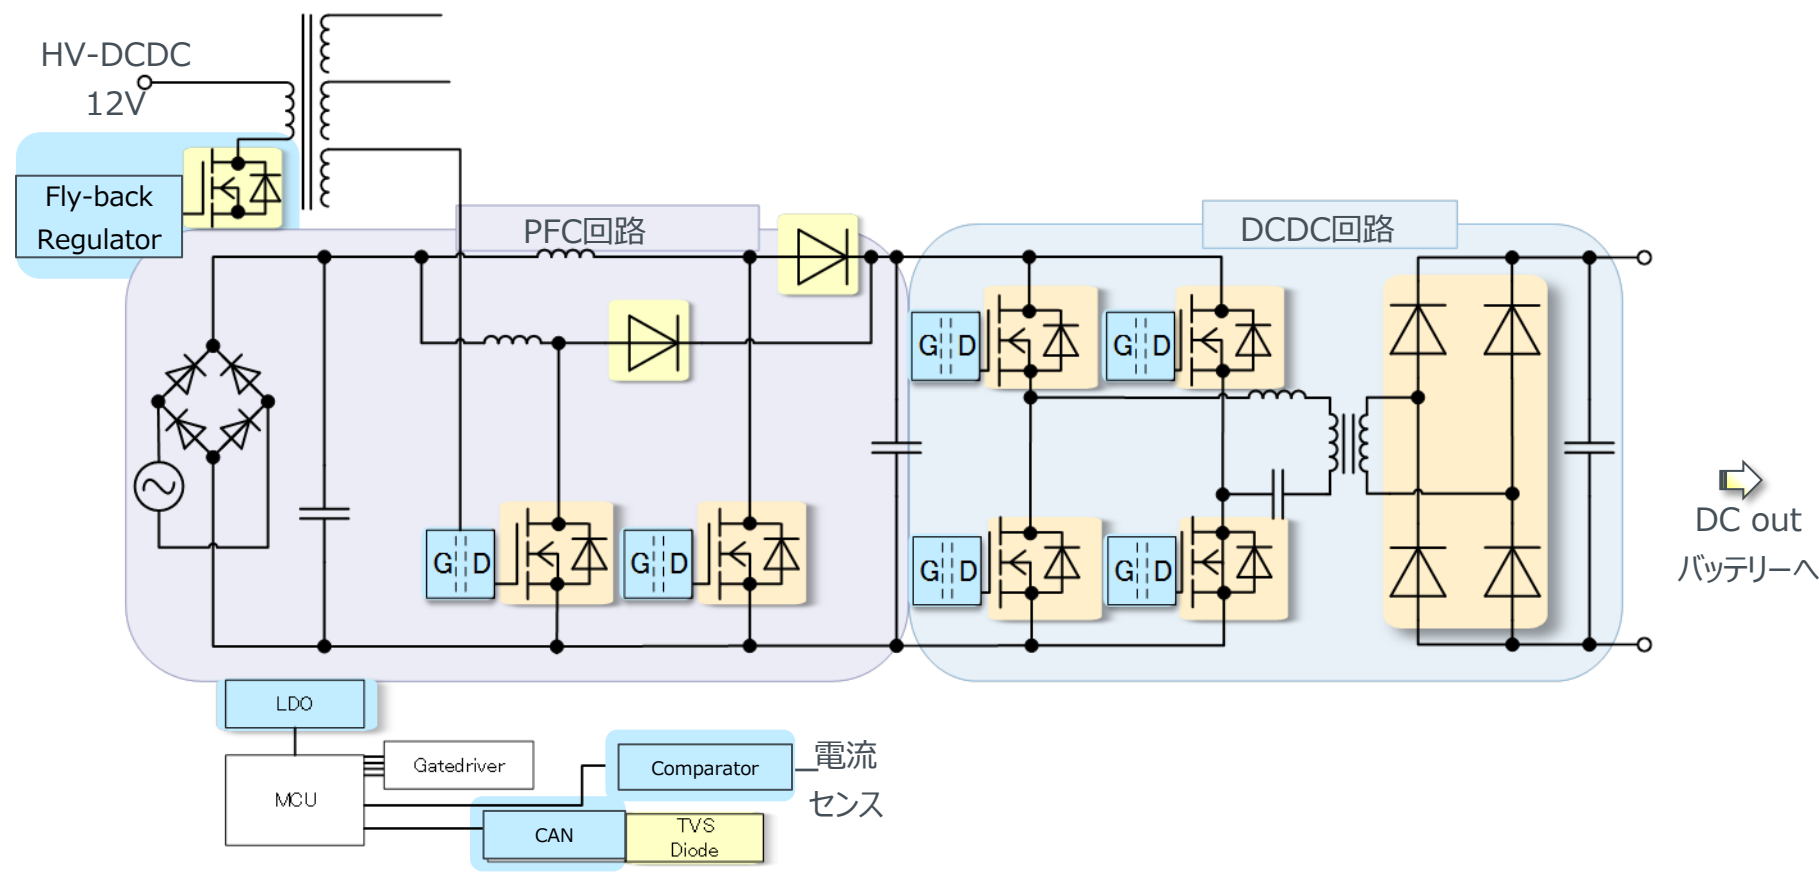 HV-DCDC
12V
Fly-back
Regulator
PFC回路
DCDC回路
G D
G D
G D
G D
G D
G D
DC out
バッテリーへ
LDO
MCU
Gatedriver
Comparator
電流
センス
CAN
TVS
Diode